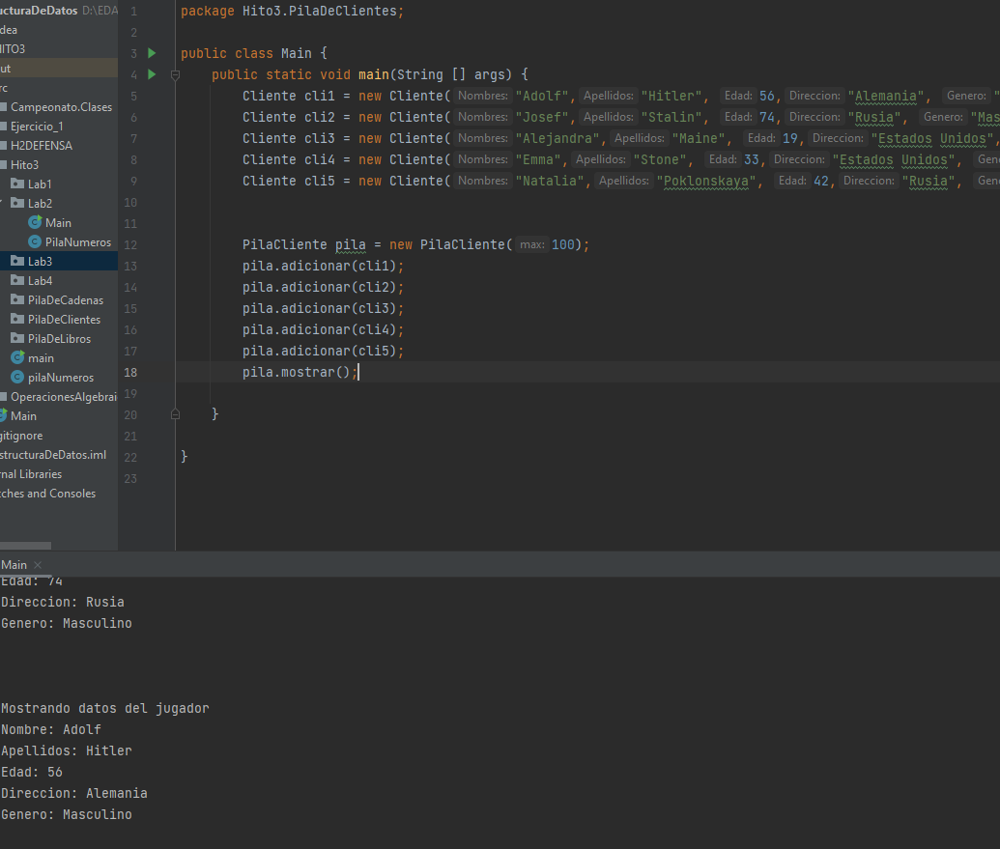 ucturaDeDatos D:\EDA
dea
HITO3
ut
rc
Campeonato.Clases
Ejercicio_1
H2DEFENSA
Hito3
Lab1
Lab2
Main
PilaNumeros
Lab3
Lab4
PilaDeCadenas
PilaDeClientes
PilaDeLibros
main
pilaNumeros
OperacionesAlgebrai
Main
gitignore
structuraDeDatos.iml
rnal Libraries
tches and Consoles
1 package Hito3.PilaDeClientes;
2
3 public class Main {
4 public static void main(String [] args) {
5 Cliente cli1 = new Cliente( Nombres: "Adolf", Apellidos: "Hitler", Edad: 56, Direccion: "Alemania", Genero: "
6 Cliente cli2 = new Cliente( Nombres: "Josef", Apellidos: "Stalin", Edad: 74, Direccion: "Rusia", Genero: "Mas
7 Cliente cli3 = new Cliente( Nombres: "Alejandra", Apellidos: "Maine", Edad: 19, Direccion: "Estados Unidos",
8 Cliente cli4 = new Cliente( Nombres: "Emma", Apellidos: "Stone", Edad: 33, Direccion: "Estados Unidos", Gen
9 Cliente cli5 = new Cliente( Nombres: "Natalia", Apellidos: "Poklonskaya", Edad: 42, Direccion: "Rusia", Gene
10
11
12 PilaCliente pila = new PilaCliente( max: 100);
13 pila.adicionar(cli1);
14 pila.adicionar(cli2);
15 pila.adicionar(cli3);
16 pila.adicionar(cli4);
17 pila.adicionar(cli5);
18 pila.mostrar();
19
20 }
21
22 }
23
Main
Edad: 74
Direccion: Rusia
Genero: Masculino
Mostrando datos del jugador
Nombre: Adolf
Apellidos: Hitler
Edad: 56
Direccion: Alemania
Genero: Masculino